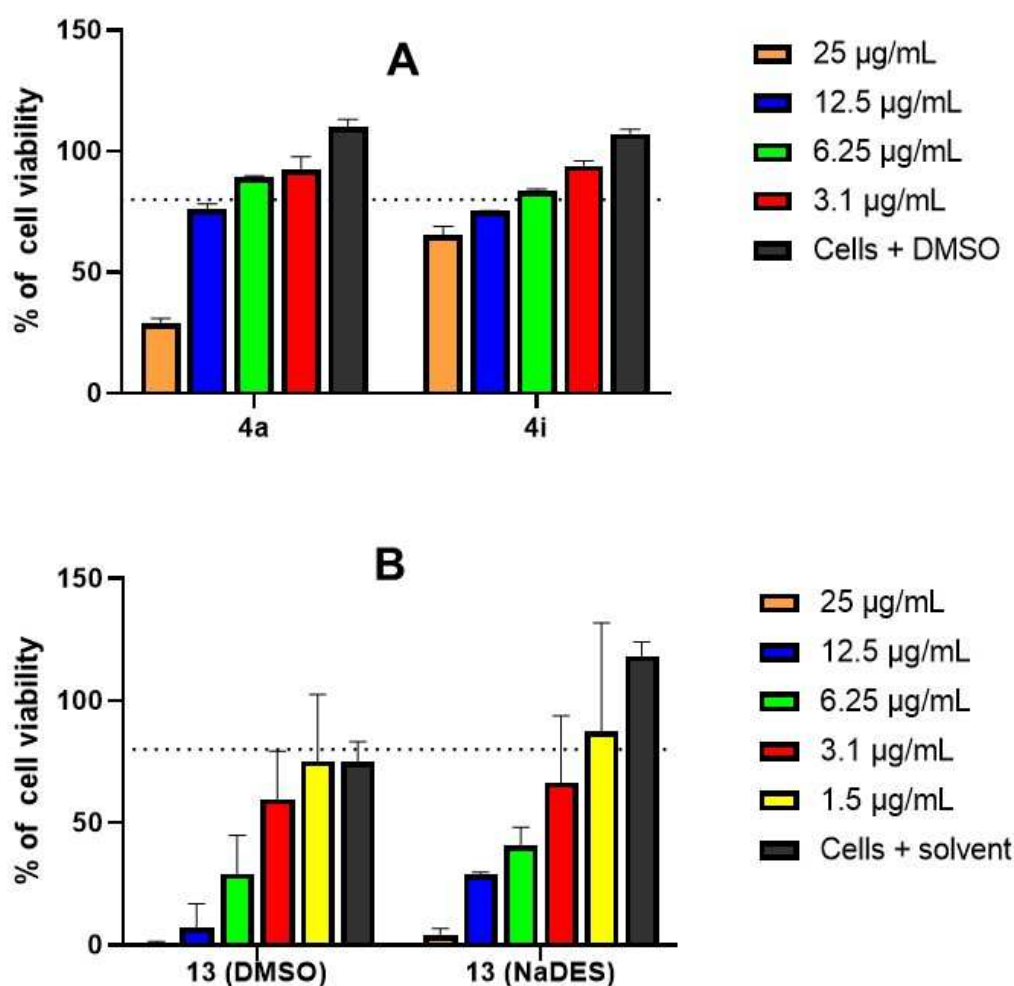 A
% of cell viability
150
100
50
0
4a
4i
25 µg/mL
12.5 µg/mL
6.25 µg/mL
3.1 µg/mL
Cells + DMSO
B
% of cell viability
150
100
50
0
13 (DMSO)
13 (NaDES)
25 µg/mL
12.5 µg/mL
6.25 µg/mL
3.1 µg/mL
1.5 µg/mL
Cells + solvent